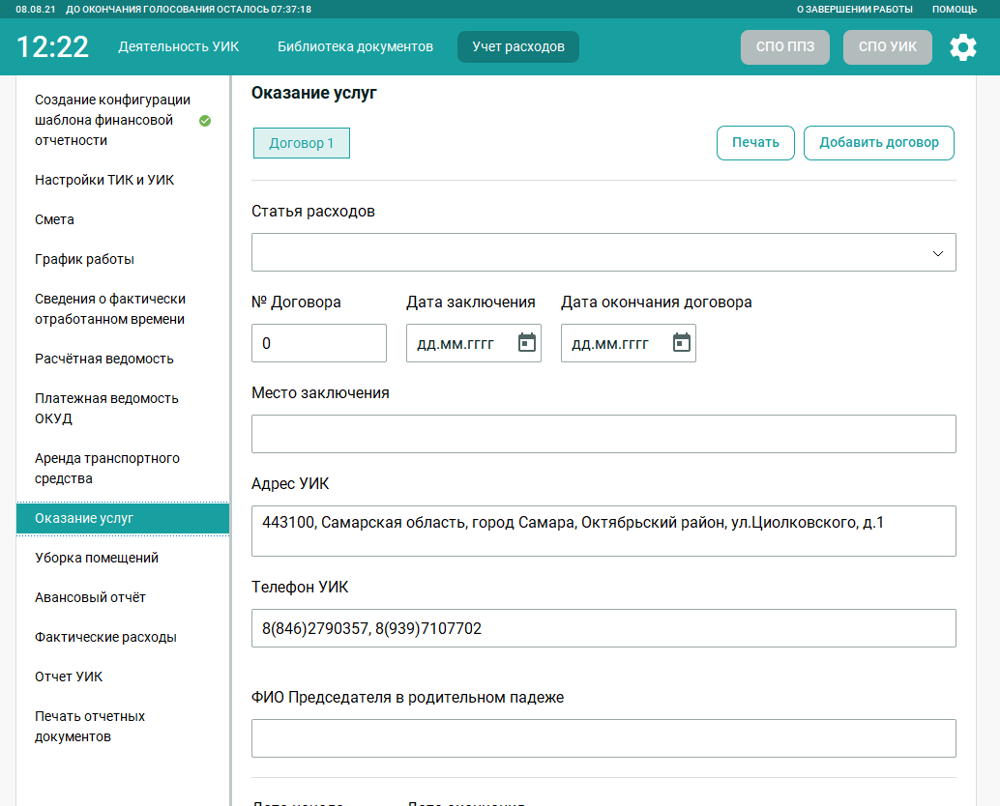 08.08.21 ДО ОКОНЧАНИЯ ГОЛОСОВАНИЯ ОСТАЛОСЬ 07:37:18
О ЗАВЕРШЕНИИ РАБОТЫ ПОМОЩЬ
12:22 Деятельность УИК Библиотека документов Учет расходов СПО ППЗ СПО УИК
Создание конфигурации
шаблона финансовой
отчетности
Настройки ТИК и УИК
Смета
График работы
Сведения о фактически
отработанном времени
Расчётная ведомость
Платежная ведомость
ОКУД
Аренда транспортного
средства
Оказание услуг
Уборка помещений
Авансовый отчёт
Фактические расходы
Отчет УИК
Печать отчетных
документов
Оказание услуг
Договор 1 Печать Добавить договор
Статья расходов
№ Договора Дата заключения Дата окончания договора
0 дд.мм.гггг дд.мм.гггг
Место заключения
Адрес УИК
443100, Самарская область, город Самара, Октябрьский район, ул.Циолковского, д.1
Телефон УИК
8(846)2790357, 8(939)7107702
ФИО Председателя в родительном падеже